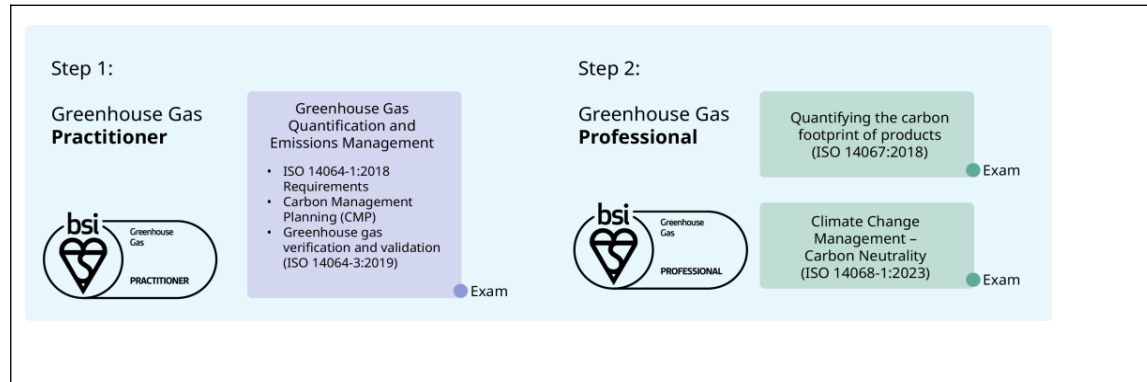 Step 1:
Greenhouse Gas
Practitioner
Greenhouse Gas
Quantification and
Emissions Management
• ISO 14064-1:2018
Requirements
• Carbon Management
Planning (CMP)
• Greenhouse gas
verification and validation
(ISO 14064-3:2019)
Exam
bsi
Greenhouse
Gas
PRACTITIONER
Step 2:
Greenhouse Gas
Professional
Quantifying the carbon
footprint of products
(ISO 14067:2018)
Exam
bsi
Greenhouse
Gas
PROFESSIONAL
Climate Change
Management –
Carbon Neutrality
(ISO 14068-1:2023)
Exam